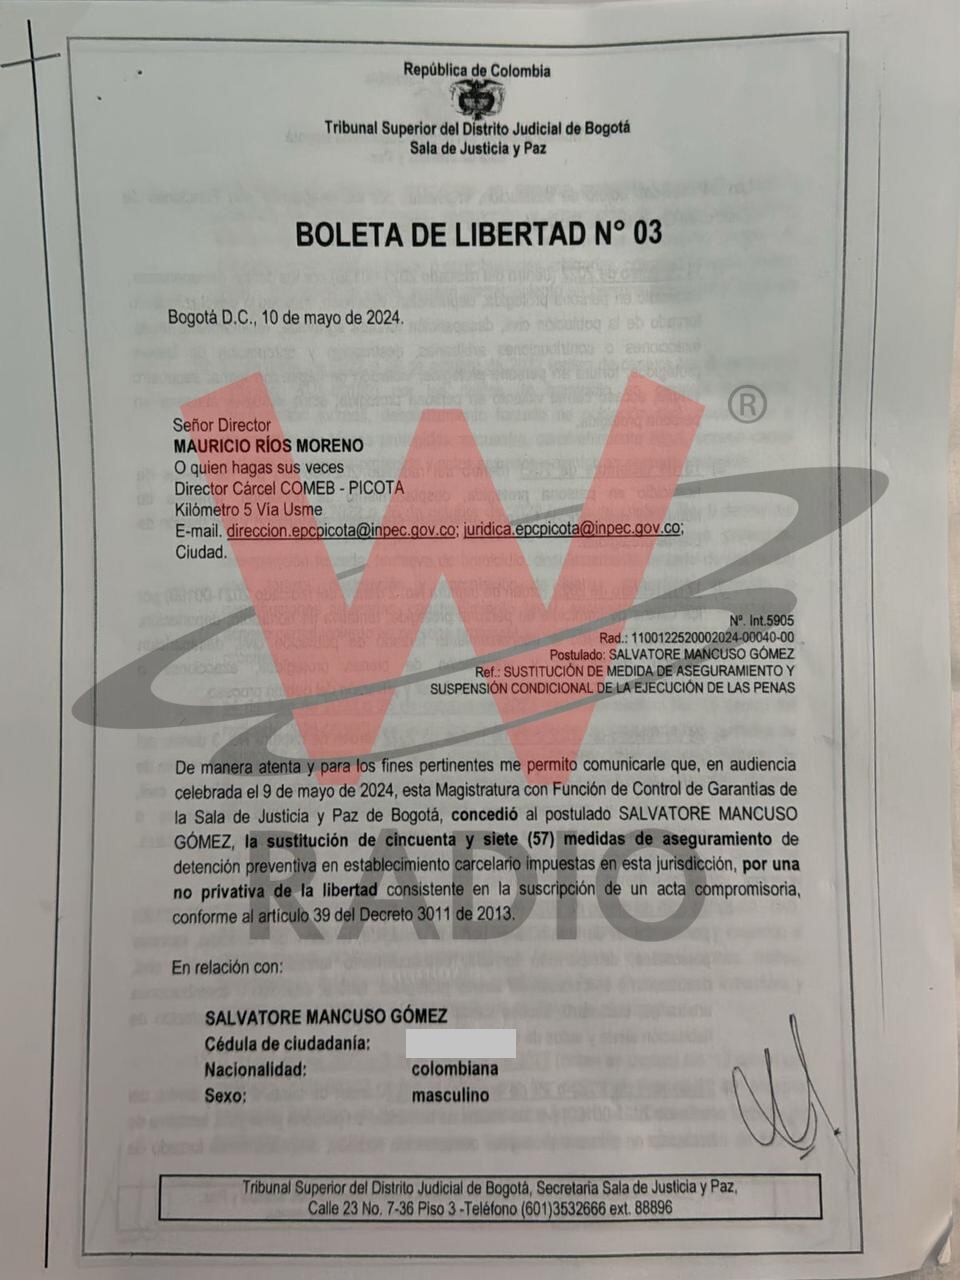 República de Colombia
Tribunal Superior del Distrito Judicial de Bogotá
Sala de Justicia y Paz
BOLETA DE LIBERTAD N° 03
Bogotá D.C., 10 de mayo de 2024.
Señor Director
MAURICIO RÍOS MORENO
O quien hagas sus veces
Director Cárcel COMEB - PICOTA
Kilómetro 5 Vía Usme
E-mail. direccion.epcpicota@inpec.gov.co; juridica.epcpicota@inpec.gov.co;
Ciudad.
N°. Int.5905
Rad.: 1100122520002024-00040-00
Postulado: SALVATORE MANCUSO GÓMEZ
Ref.: SUSTITUCIÓN DE MEDIDA DE ASEGURAMIENTO Y
SUSPENSIÓN CONDICIONAL DE LA EJECUCIÓN DE LAS PENAS
De manera atenta y para los fines pertinentes me permito comunicarle que, en audiencia
celebrada el 9 de mayo de 2024, esta Magistratura con Función de Control de Garantías de
la Sala de Justicia y Paz de Bogotá, concedió al postulado SALVATORE MANCUSO
GÓMEZ, la sustitución de cincuenta y siete (57) medidas de aseguramiento de
detención preventiva en establecimiento carcelario impuestas en esta jurisdicción, por una
no privativa de la libertad consistente en la suscripción de un acta compromisoria,
conforme al artículo 39 del Decreto 3011 de 2013.
En relación con:
SALVATORE MANCUSO GÓMEZ
Cédula de ciudadanía:
Nacionalidad: colombiana
Sexo: masculino
Tribunal Superior del Distrito Judicial de Bogotá, Secretaria Sala de Justicia y Paz,
Calle 23 No. 7-36 Piso 3 -Teléfono (601)3532666 ext. 88896
W
®
RADIO